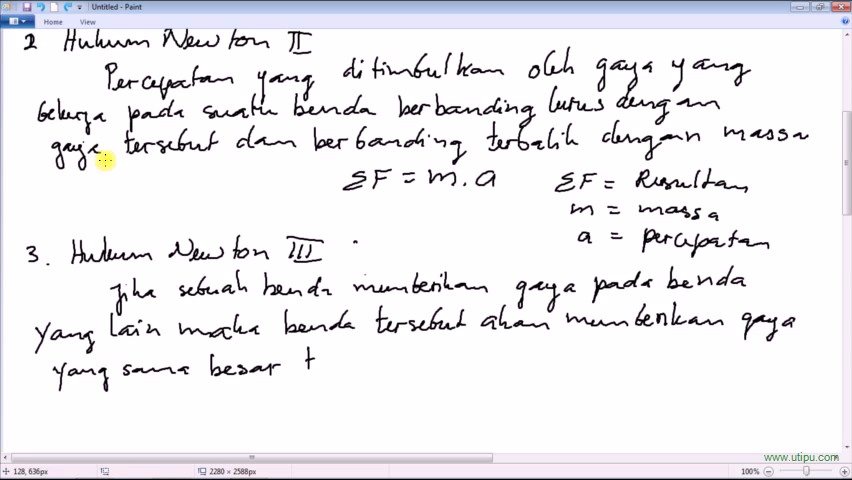 Untitled - Paint
Home View
2 Hukum Newton II
Percepatan yang ditimbulkan oleh gaya yang
bekerja pada suatu benda berbanding lurus dengan
gaya tersebut dan berbanding terbalik dengan massa
ΣF = m.a
ΣF = Resultan
m = massa
a = percepatan
3. Hukum Newton III
Jika sebuah benda memberikan gaya pada benda
yang lain maka benda tersebut akan memberikan gaya
yang sama besar t
www.utipu.com
128, 636px 2280 × 2588px 100%